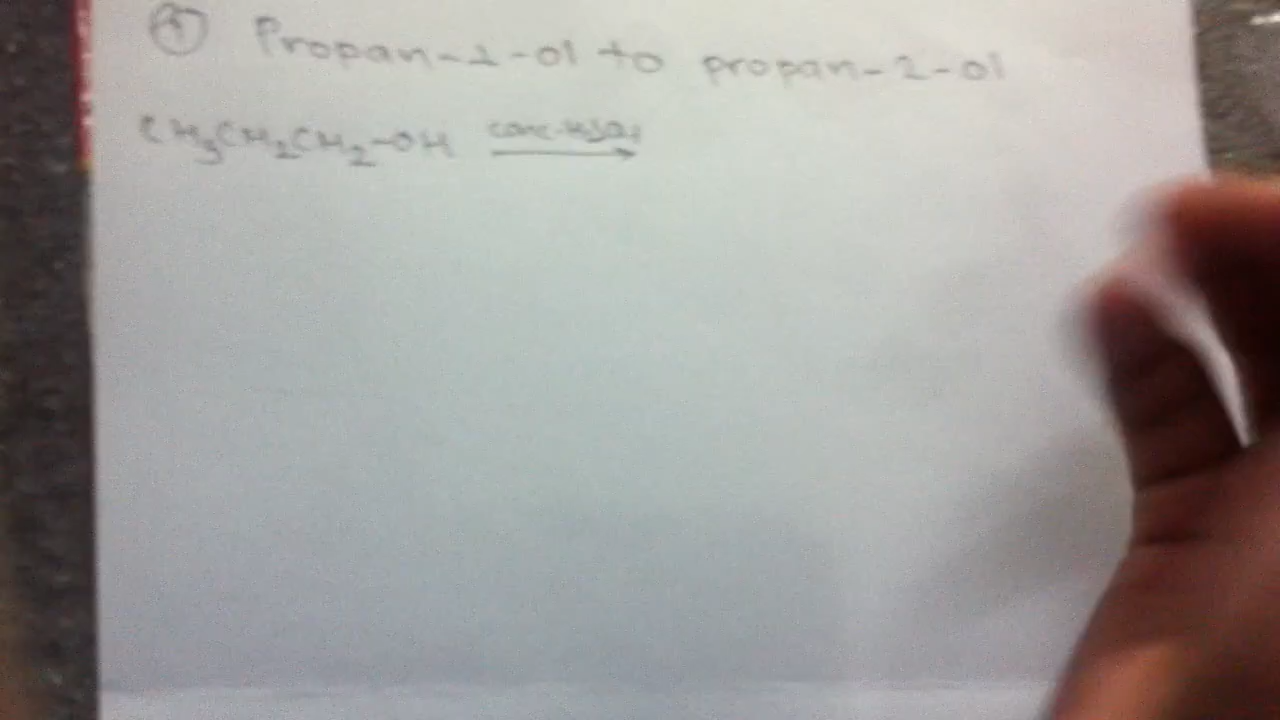 Propan-1-ol to propan-2-ol
CH₃CH₂CH₂-OH conc. H₂SO₄